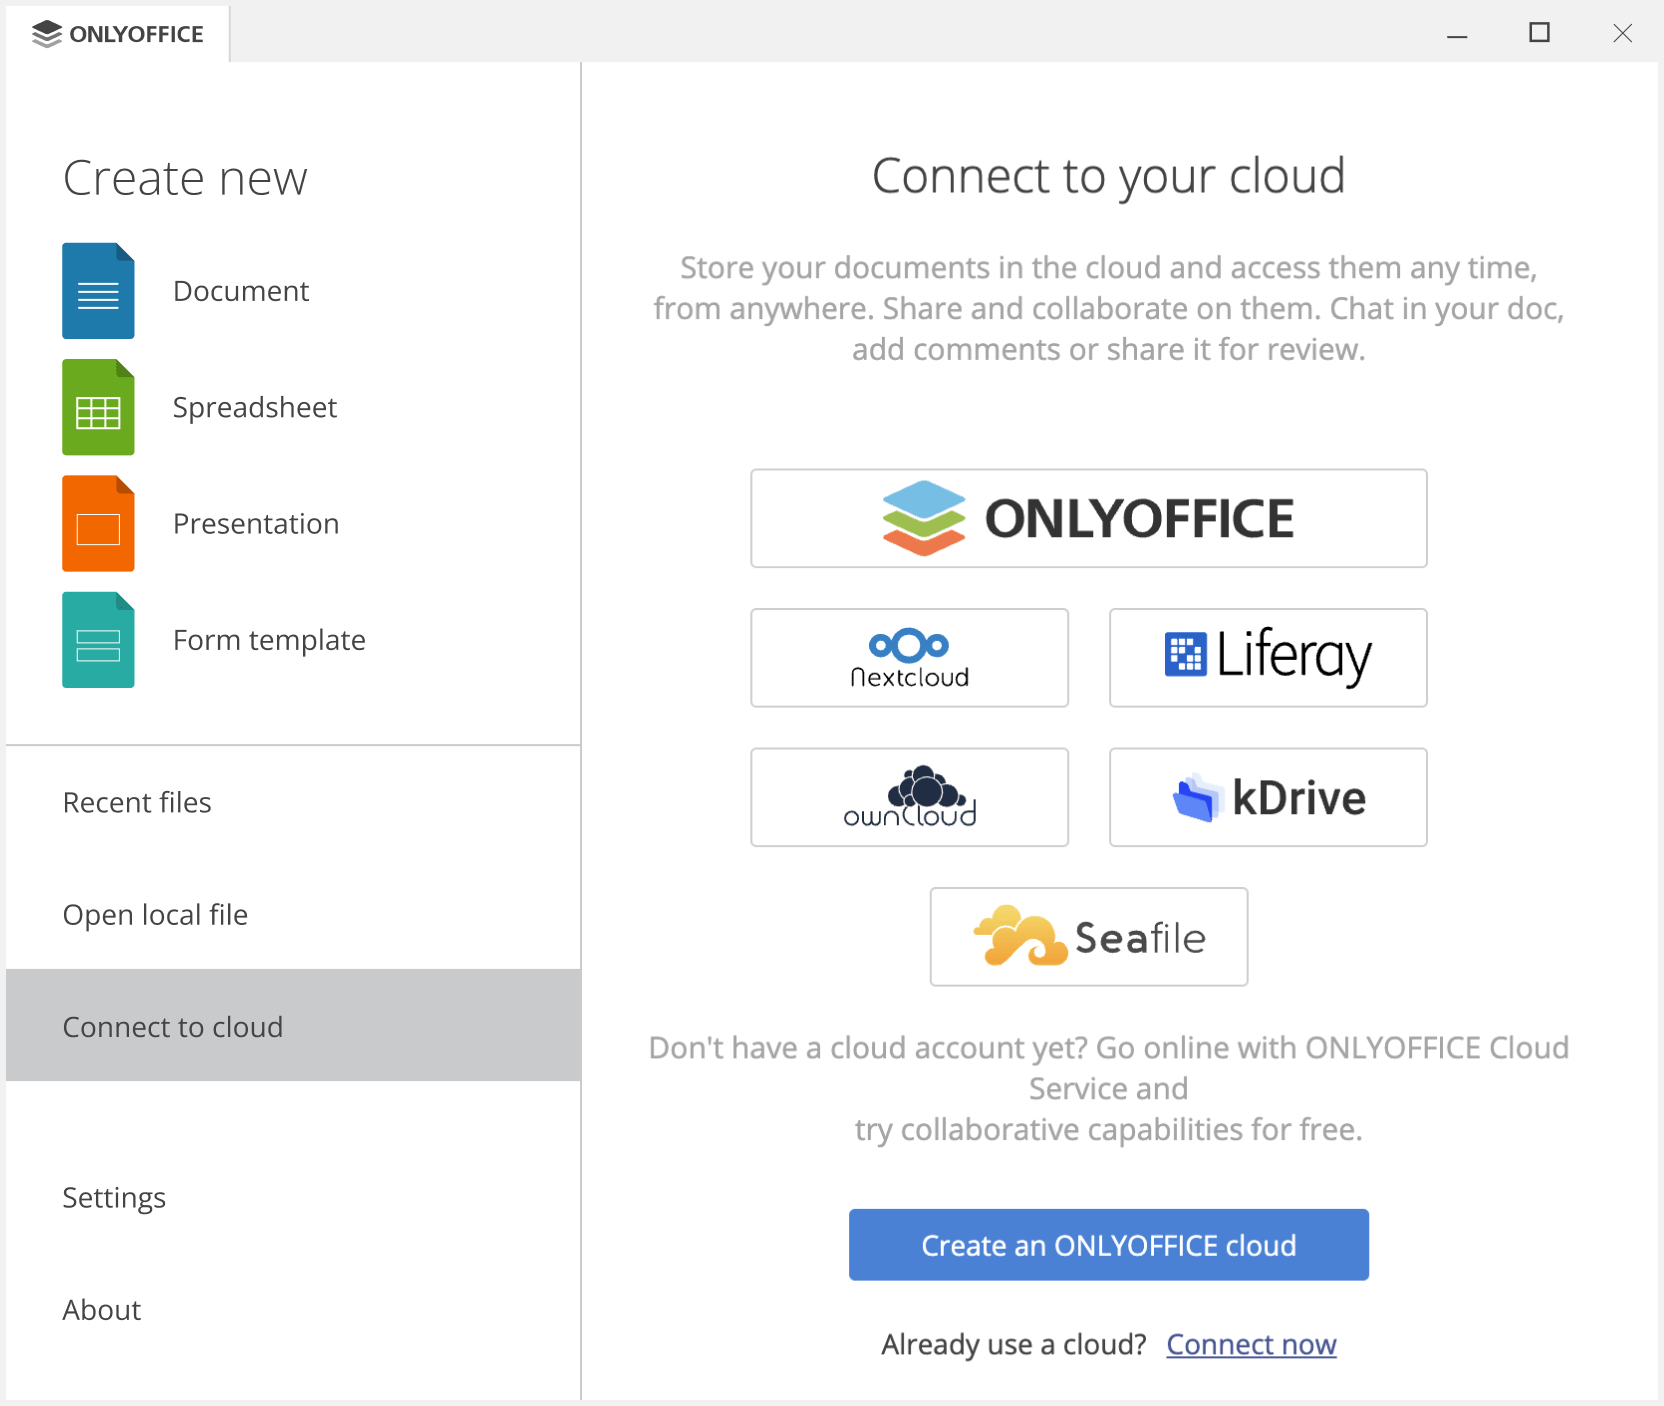 ONLYOFFICE
Create new
Document
Spreadsheet
Presentation
Form template
Recent files
Open local file
Connect to cloud
Settings
About
Connect to your cloud
Store your documents in the cloud and access them any time,
from anywhere. Share and collaborate on them. Chat in your doc,
add comments or share it for review.
ONLYOFFICE
Nextcloud
Liferay
ownCloud
kDrive
Seafile
Don't have a cloud account yet? Go online with ONLYOFFICE Cloud
Service and
try collaborative capabilities for free.
Create an ONLYOFFICE cloud
Already use a cloud? Connect now